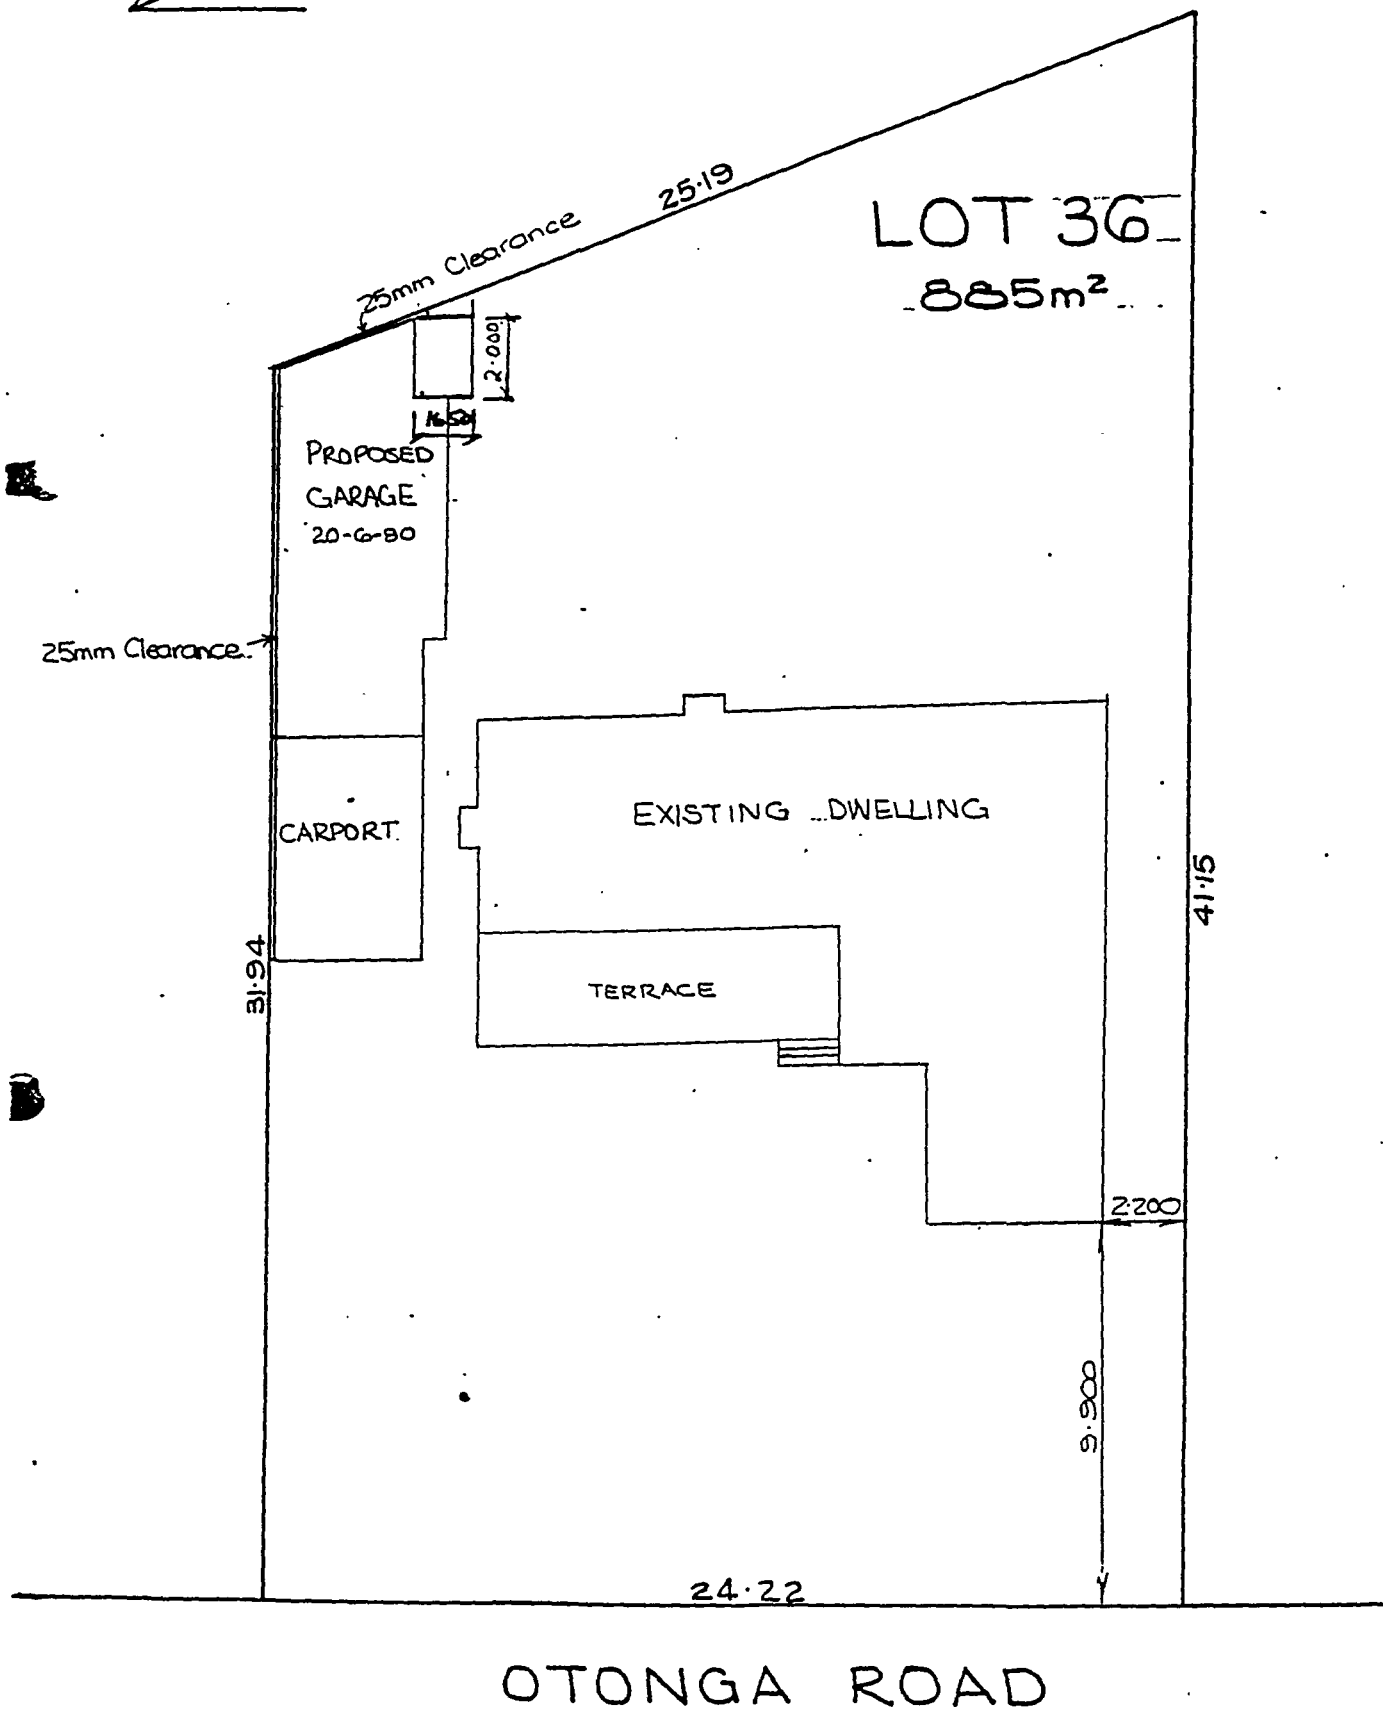 25·19
25mm Clearance
LOT 36
885m²
2·000
1650
PROPOSED
GARAGE
20-6-80
25mm Clearance.
EXISTING DWELLING
CARPORT.
41·15
31·94
TERRACE
2·200
9·900
24·22
OTONGA ROAD